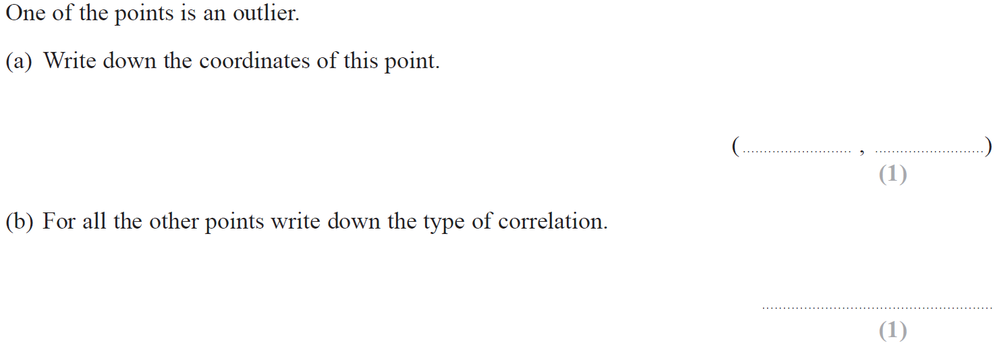 One of the points is an outlier.
(a) Write down the coordinates of this point.
(.........................., ..........................)
(1)
(b) For all the other points write down the type of correlation.
.......................................................
(1)